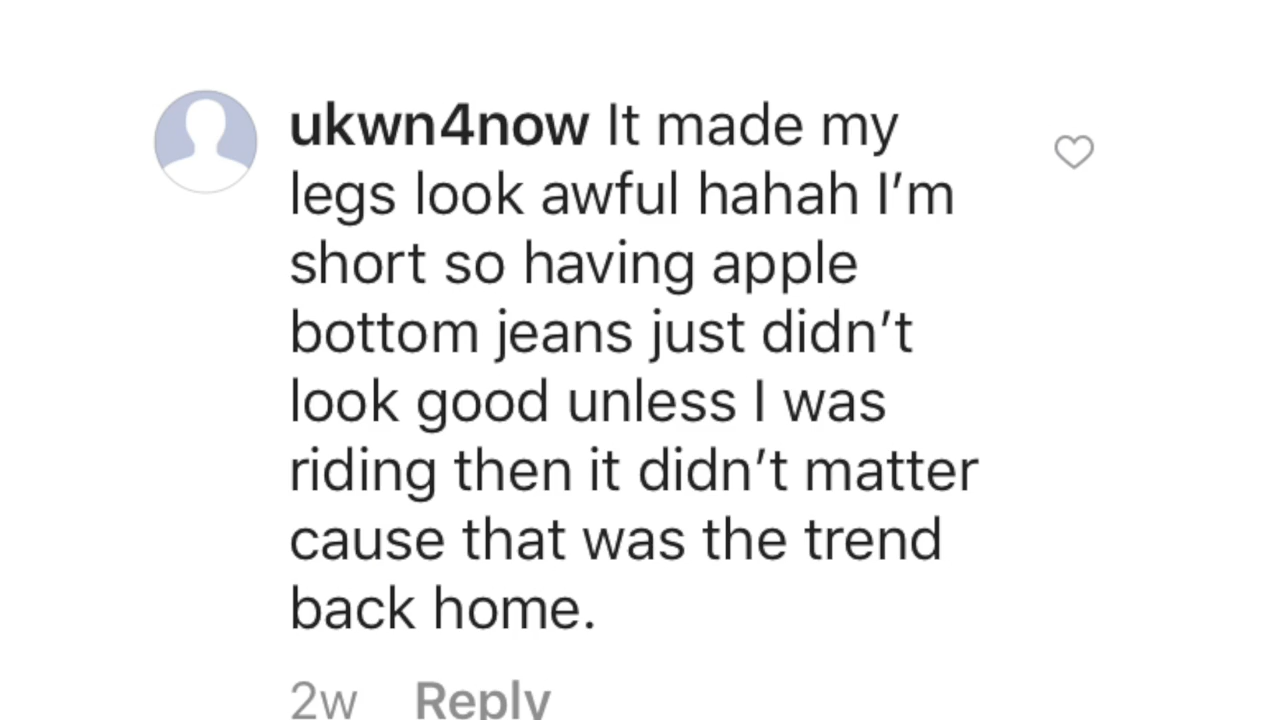 ukwn4now It made my
legs look awful hahah I’m
short so having apple
bottom jeans just didn’t
look good unless I was
riding then it didn’t matter
cause that was the trend
back home.
2w Reply